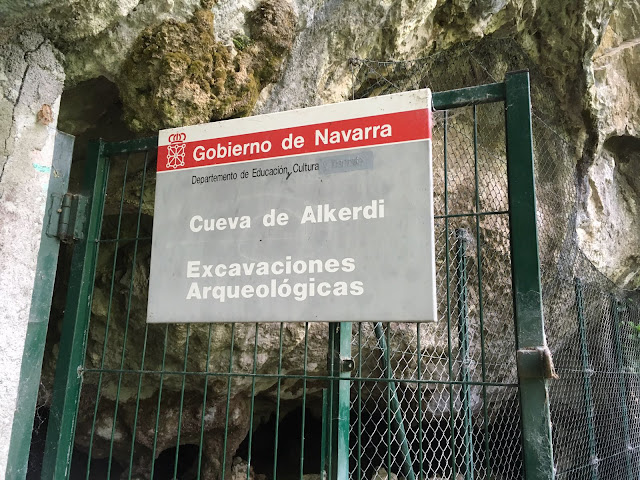 Gobierno de Navarra
Departamento de Educación y Cultura
Cueva de Alkerdi
Excavaciones
Arqueológicas